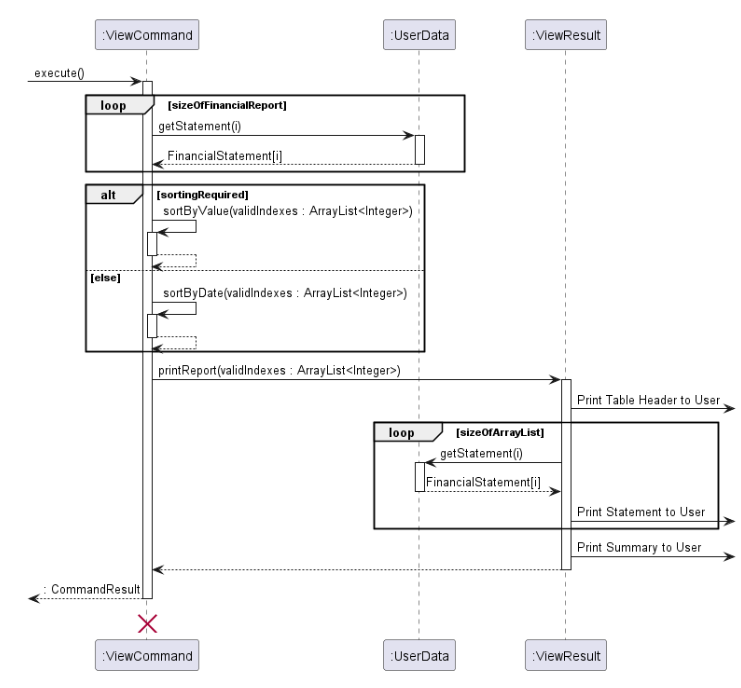 :ViewCommand :UserData :ViewResult
execute()
loop [sizeOfFinancialReport]
getStatement(i)
FinancialStatement[i]
alt [sortingRequired]
sortByValue(validIndexes : ArrayList<Integer>)
[else]
sortByDate(validIndexes : ArrayList<Integer>)
printReport(validIndexes : ArrayList<Integer>)
Print Table Header to User
loop [sizeOfArrayList]
getStatement(i)
FinancialStatement[i]
Print Statement to User
Print Summary to User
: CommandResult
:ViewCommand :UserData :ViewResult